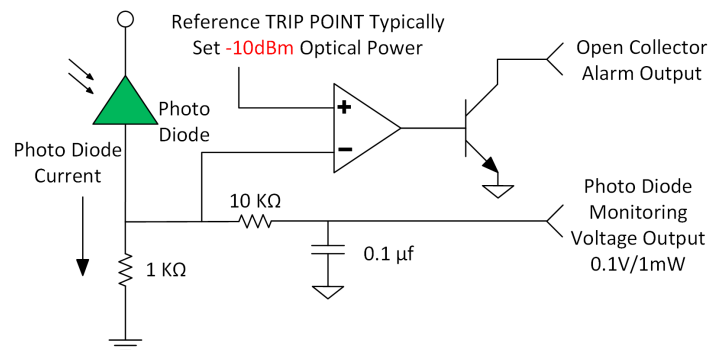 Reference TRIP POINT Typically
Set -10dBm Optical Power
Open Collector
Alarm Output
+
-
Photo
Diode
Photo Diode
Current
10 KΩ
1 KΩ
0.1 µf
Photo Diode
Monitoring
Voltage Output
0.1V/1mW